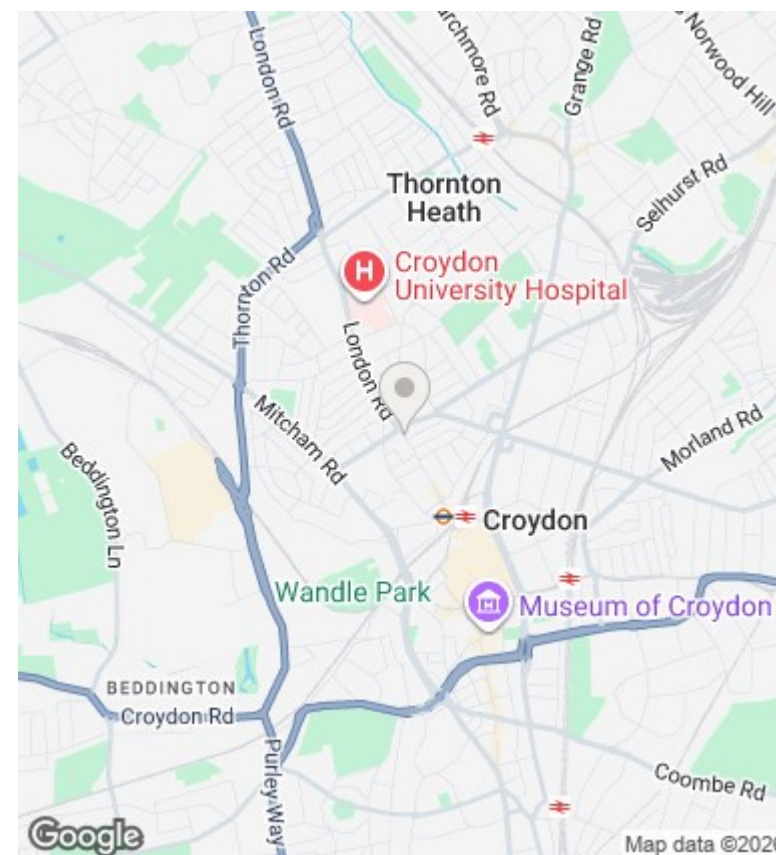 London Rd
archmore Rd
Grange Rd
Norwood Hill
Thornton
Heath
Selhurst Rd
H
Croydon
University Hospital
Thornton Rd
London Rd
Mitcham Rd
Morland Rd
Beddington Ln
Croydon
Wandle Park
Museum of Croydon
BEDDINGTON
Croydon Rd
Purley Way
Coombe Rd
Google
Map data ©202